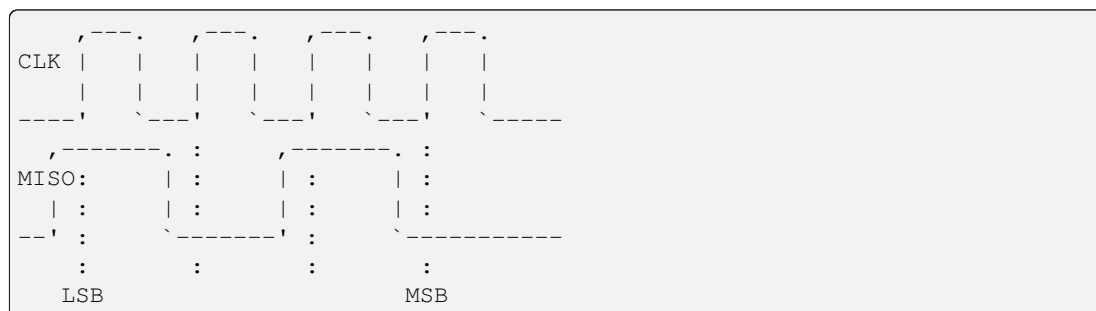 ,---.   ,---.   ,---.   ,---.
CLK |   |   |   |   |   |   |   |
    |   |   |   |   |   |   |   |
----'   `---'   `---'   `---'   `-----
  ,-------. :     ,-------. :
MISO:     | :     | :     | :
  | :     | :     | :     | :
--' :     `-------' :     `-----------
    :       :       :       :
   LSB                     MSB